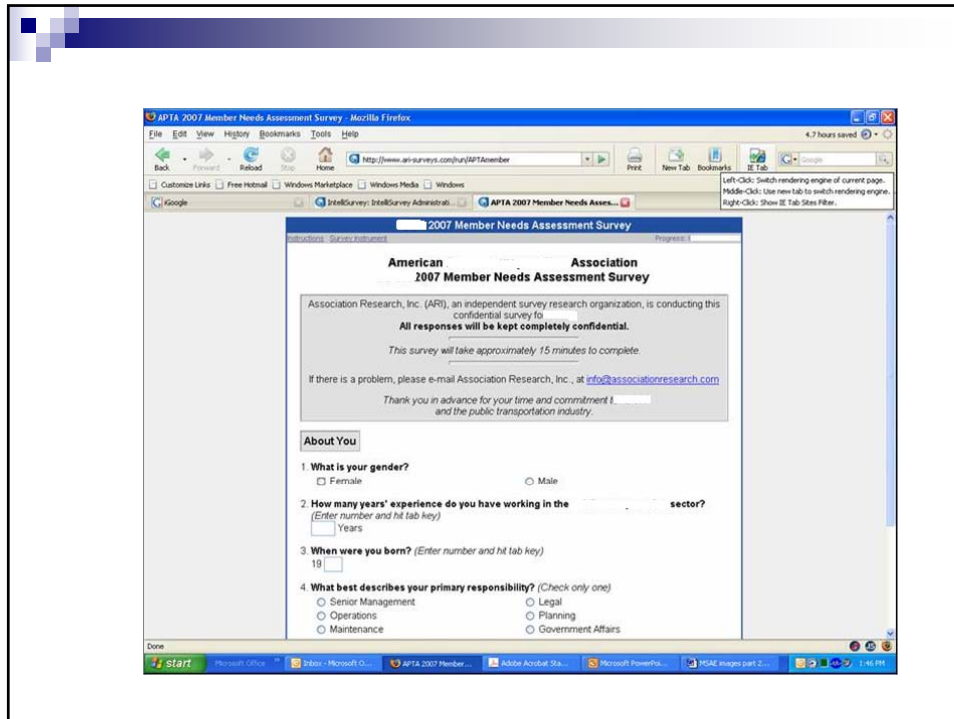 APTA 2007 Member Needs Assessment Survey - Mozilla Firefox
File Edit View History Bookmarks Tools Help
4.7 hours saved
http://www.ari-surveys.com/run/APTAmember
Google
Back Forward Reload Stop Home Print New Tab Bookmarks IE Tab
Customize Links Free Hotmail Windows Marketplace Windows Media Windows
Left-Click: Switch rendering engine of current page.
Middle-Click: Use new tab to switch rendering engine.
Right-Click: Show IE Tab Sites Filter.
iGoogle IntelliSurvey: IntelliSurvey Administrati... APTA 2007 Member Needs Asses...
2007 Member Needs Assessment Survey
Instructions Survey Instrument Progress:
American Association
2007 Member Needs Assessment Survey
Association Research, Inc. (ARI), an independent survey research organization, is conducting this
confidential survey fo
All responses will be kept completely confidential.
This survey will take approximately 15 minutes to complete.
If there is a problem, please e-mail Association Research, Inc., at info@associationresearch.com
Thank you in advance for your time and commitment t
and the public transportation industry.
About You
1. What is your gender?
Female Male
2. How many years' experience do you have working in the sector?
(Enter number and hit tab key)
Years
3. When were you born? (Enter number and hit tab key)
19
4. What best describes your primary responsibility? (Check only one)
Senior Management Legal
Operations Planning
Maintenance Government Affairs
Done
start Microsoft Office Inbox - Microsoft O... APTA 2007 Member... Adobe Acrobat Sta... Microsoft PowerPoi... MSAE images part 2... 1:46 PM